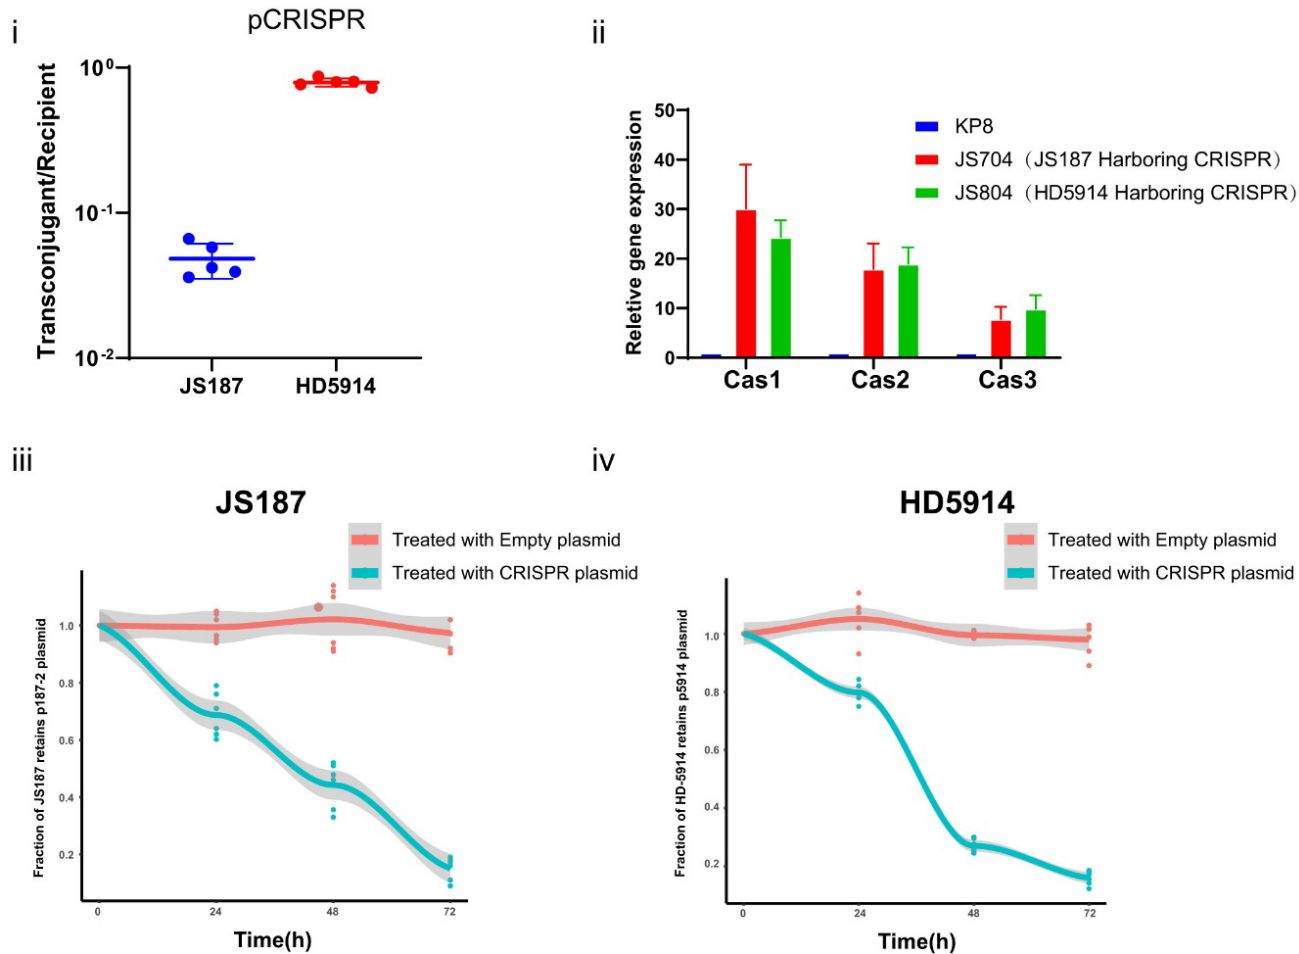 i
pCRISPR
Transconjugant/Recipient
10⁰
10⁻¹
10⁻²
JS187
HD5914
ii
Reletive gene expression
50
40
30
20
10
0
Cas1
Cas2
Cas3
KP8
JS704（JS187 Harboring CRISPR）
JS804（HD5914 Harboring CRISPR）
iii
JS187
Treated with Empty plasmid
Treated with CRISPR plasmid
Fraction of JS187 retains p187-2 plasmid
1.0
0.8
0.6
0.4
0.2
0
24
48
72
Time(h)
iv
HD5914
Treated with Empty plasmid
Treated with CRISPR plasmid
Fraction of HD-5914 retains p5914 plasmid
1.0
0.8
0.6
0.4
0.2
0
24
48
72
Time(h)